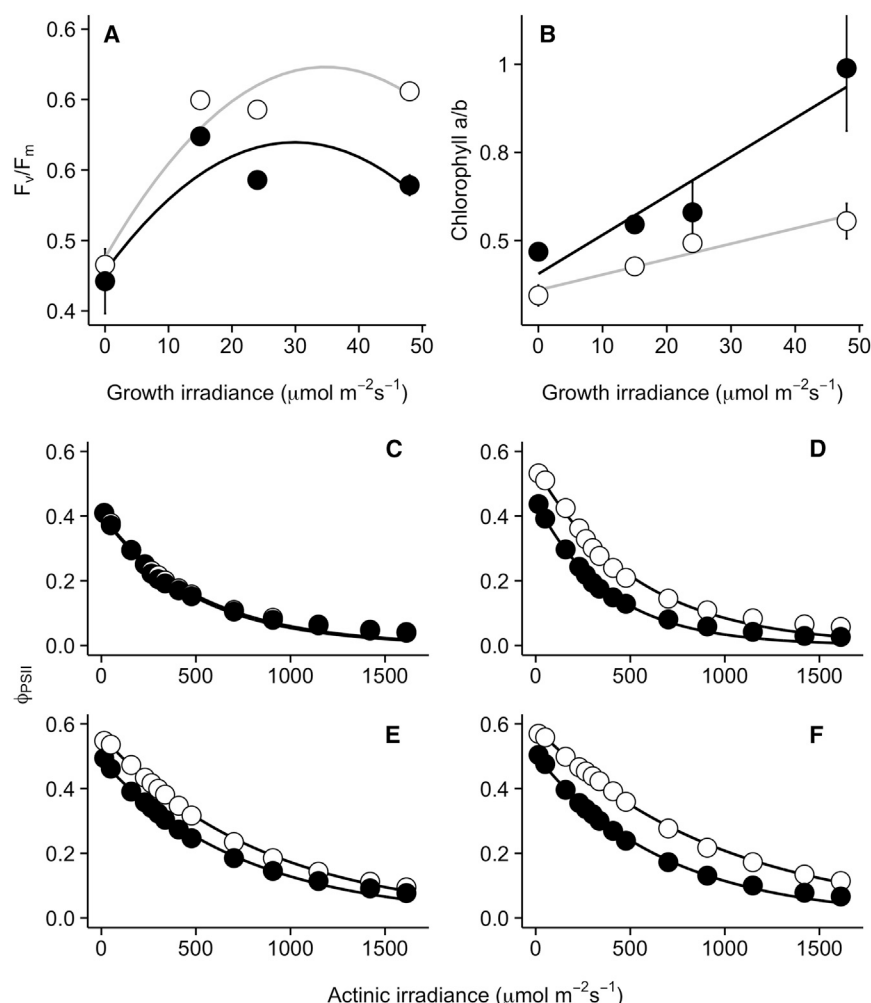 A
0.6
0.6
0.6
0.5
0.4
Fv/Fm
0 10 20 30 40 50
Growth irradiance (μmol m−2s−1)
B
1
0.8
0.5
Chlorophyll a/b
0 10 20 30 40 50
Growth irradiance (μmol m−2s−1)
C
0.6
0.4
0.2
0.0
0 500 1000 1500
D
0.6
0.4
0.2
0.0
0 500 1000 1500
ϕPSII
E
0.6
0.4
0.2
0.0
0 500 1000 1500
F
0.6
0.4
0.2
0.0
0 500 1000 1500
Actinic irradiance (μmol m−2s−1)